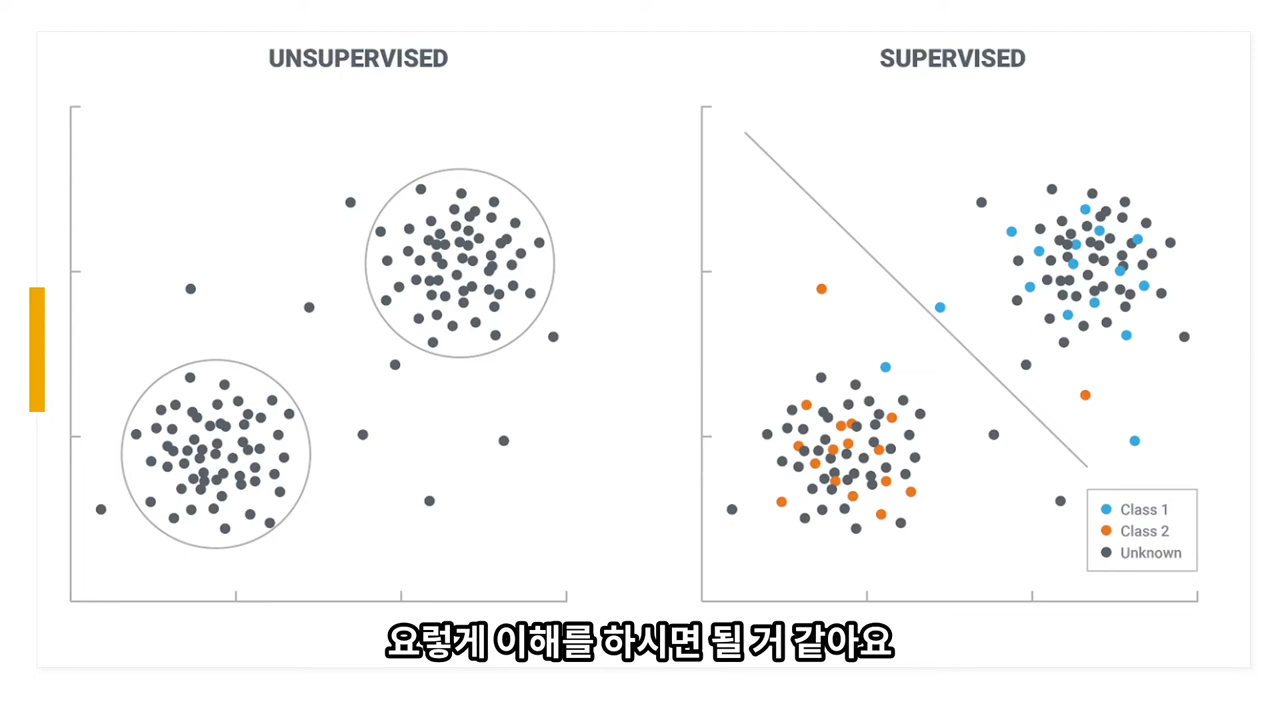 UNSUPERVISED
SUPERVISED
Class 1
Class 2
Unknown
요렇게 이해를 하시면 될 거 같아요